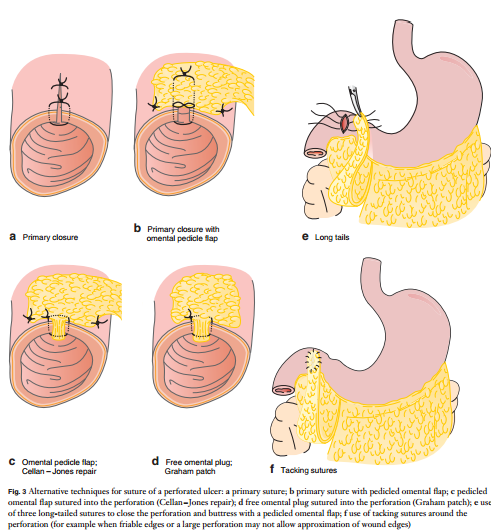 a Primary closure
b Primary closure with
omental pedicle flap
e Long tails
c Omental pedicle flap;
Cellan–Jones repair
d Free omental plug;
Graham patch
f Tacking sutures
Fig. 3 Alternative techniques for suture of a perforated ulcer: a primary suture; b primary suture with pedicled omental flap; c pedicled
omental flap sutured into the perforation (Cellan–Jones repair); d free omental plug sutured into the perforation (Graham patch); e use
of three long-tailed sutures to close the perforation and buttress with a pedicled omental flap; f use of tacking sutures around the
perforation (for example when friable edges or a large perforation may not allow approximation of wound edges)